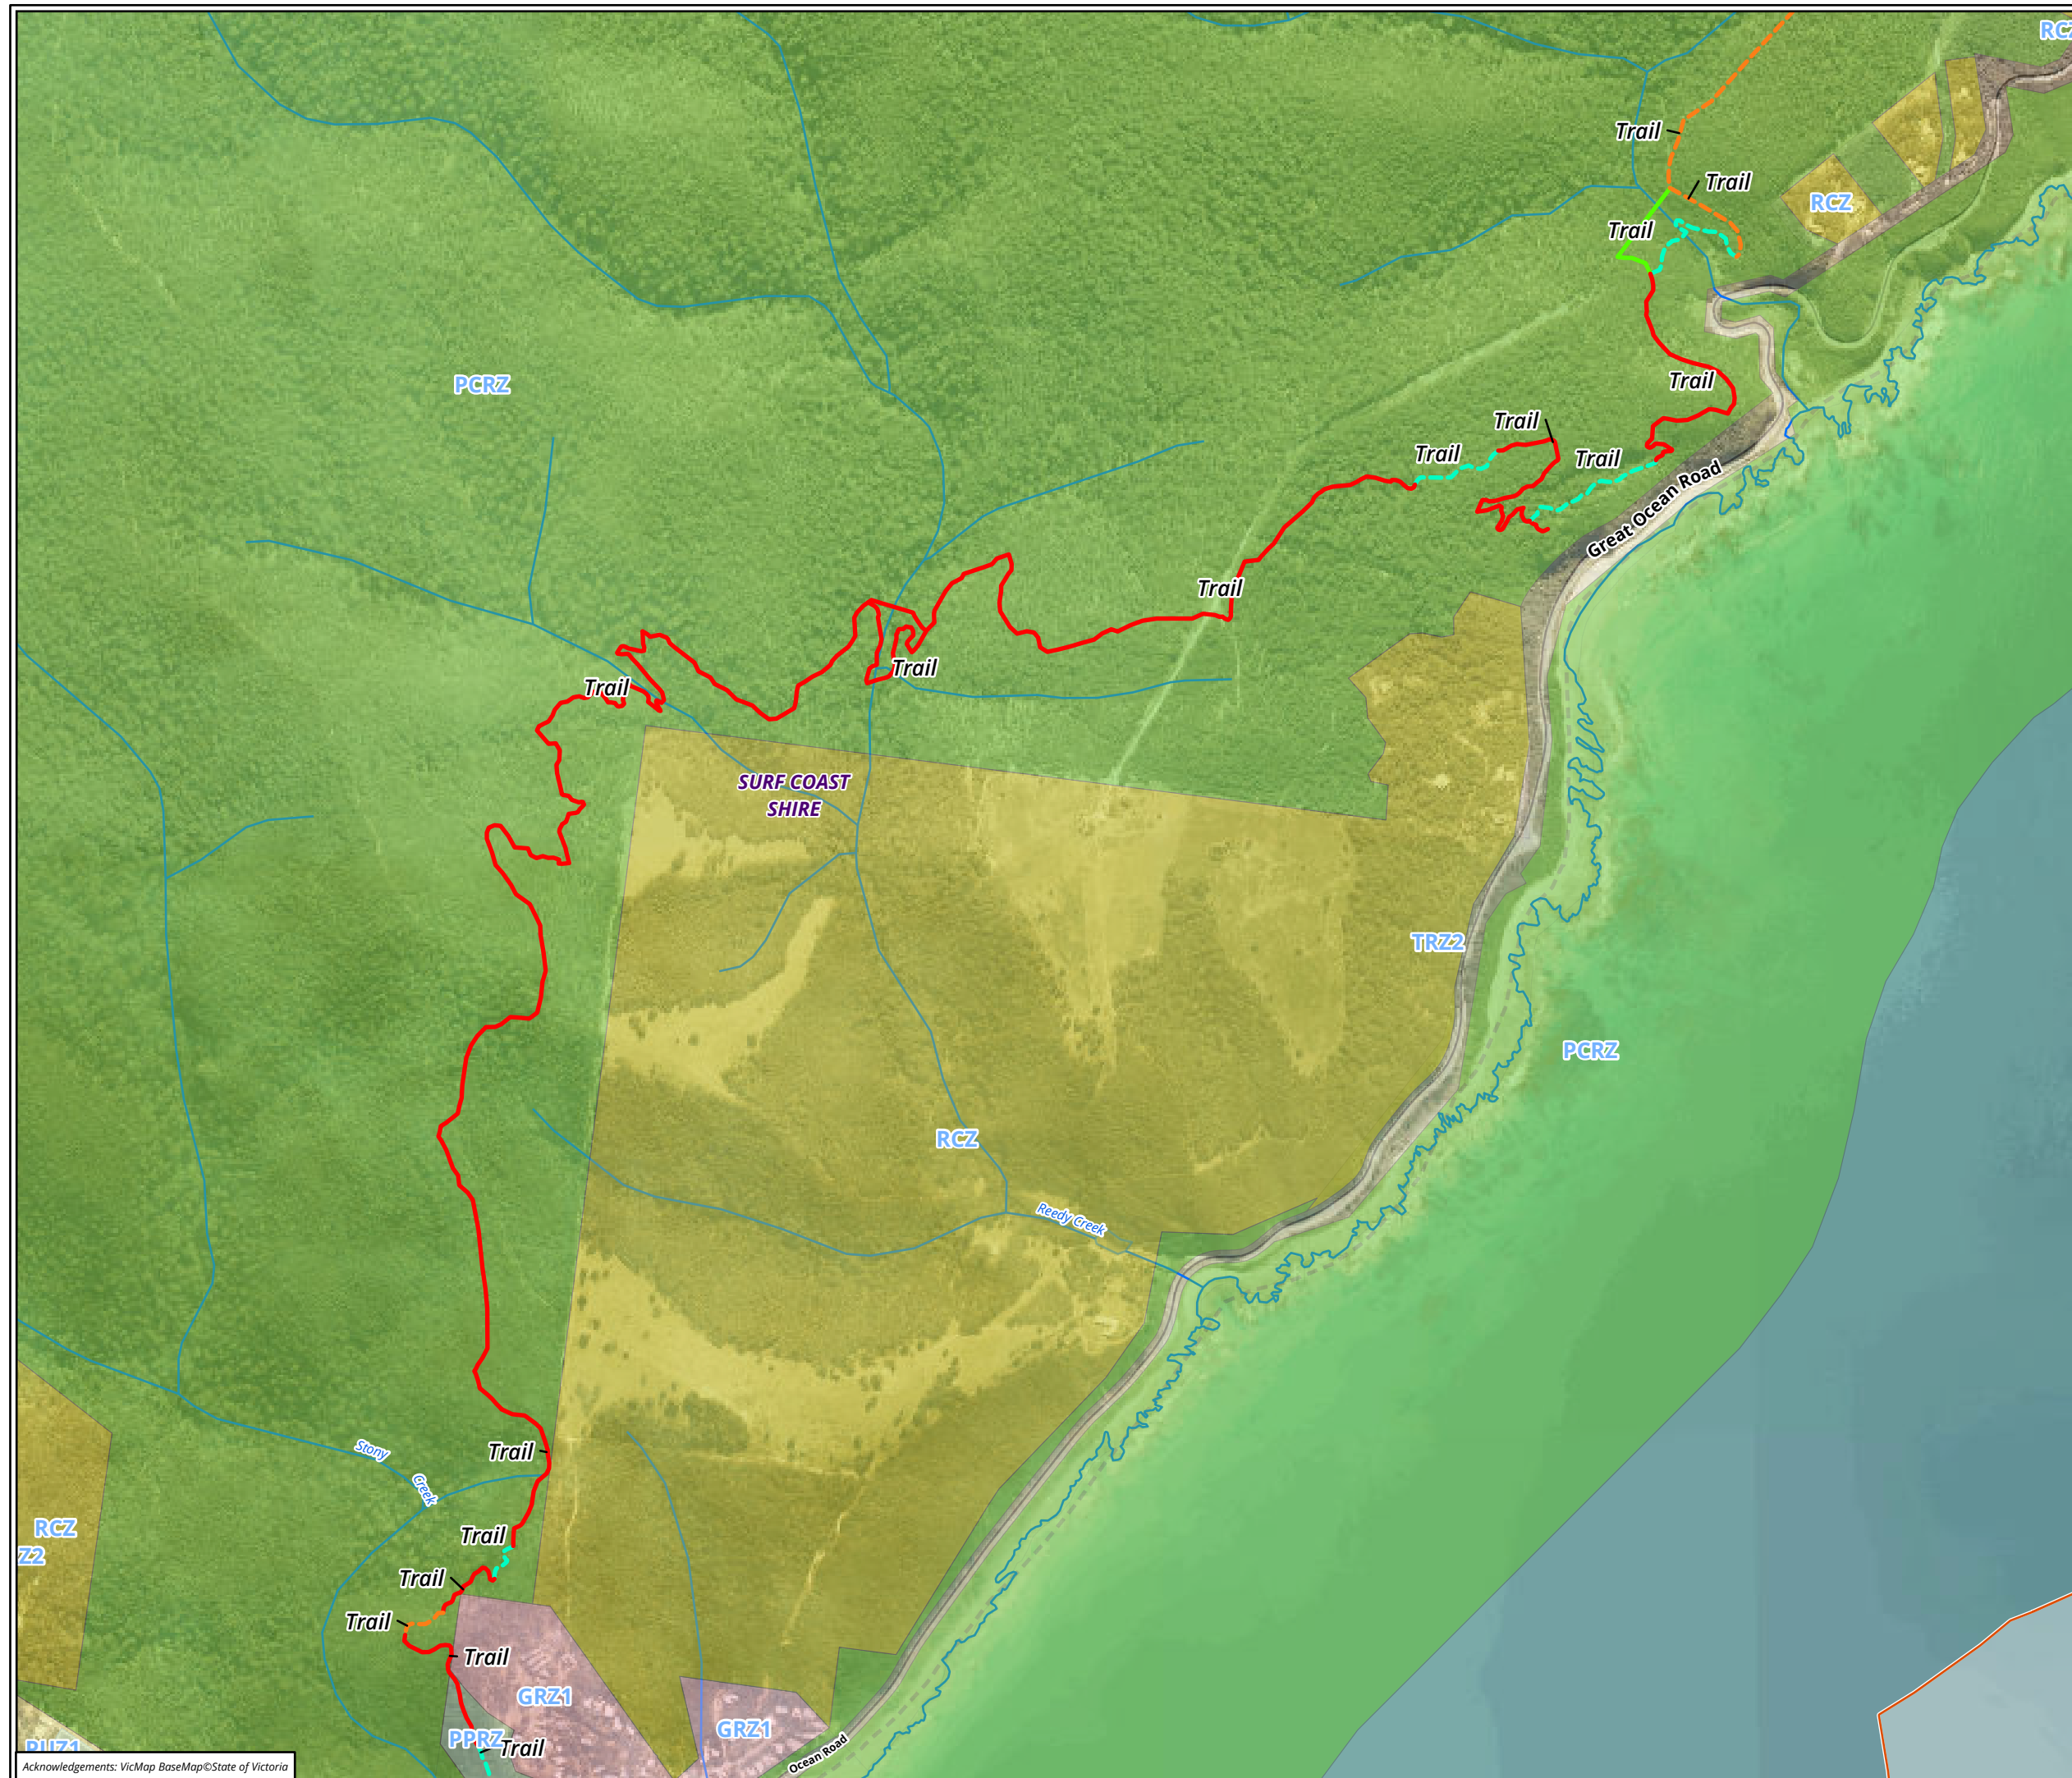 RCZ
Trail
Trail
RCZ
Trail
Trail
PCRZ
Trail
Trail
Trail
Great Ocean Road
Trail
Trail
Trail
SURF COAST
SHIRE
TRZ2
PCRZ
RCZ
Reedy Creek
Trail
Stony
Creek
RCZ
Z2
Trail
Trail
Trail
Trail
GRZ1
GRZ1
PPRZ
Trail
PUZ1
Ocean Road
Acknowledgements: VicMap BaseMap©State of Victoria